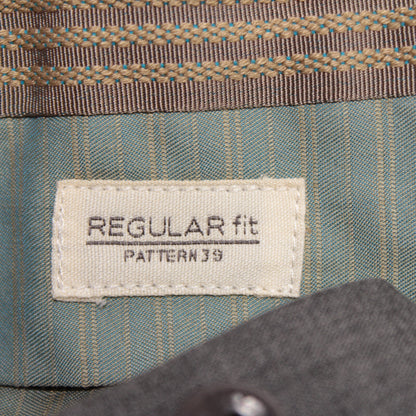 REGULAR fit
PATTERN 39